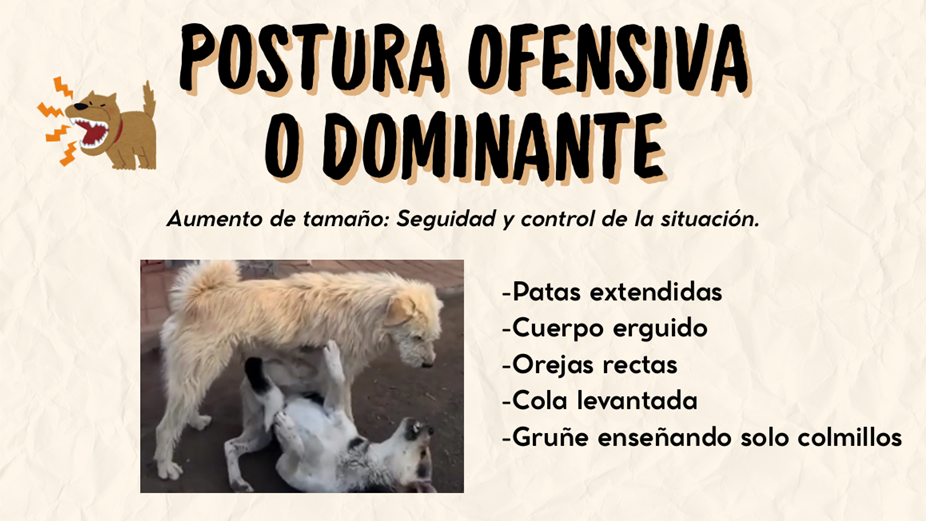 POSTURA OFENSIVA
O DOMINANTE
Aumento de tamaño: Seguidad y control de la situación.
-Patas extendidas
-Cuerpo erguido
-Orejas rectas
-Cola levantada
-Gruñe enseñando solo colmillos